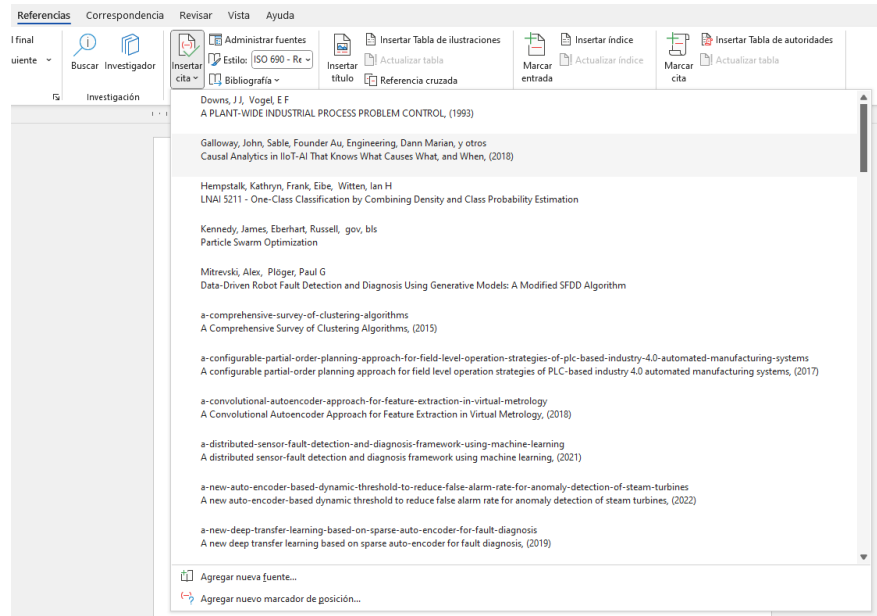 Referencias Correspondencia Revisar Vista Ayuda
l final
uiente
Buscar Investigador
Investigación
Insertar cita
Administrar fuentes
Estilo: ISO 690 - Re
Bibliografía
Insertar título
Insertar Tabla de ilustraciones
Actualizar tabla
Referencia cruzada
Marcar entrada
Insertar índice
Actualizar índice
Marcar cita
Insertar Tabla de autoridades
Actualizar tabla
Downs, J J, Vogel, E F
A PLANT-WIDE INDUSTRIAL PROCESS PROBLEM CONTROL, (1993)
Galloway, John, Sable, Founder Au, Engineering, Dann Marian, y otros
Causal Analytics in IIoT-AI That Knows What Causes What, and When, (2018)
Hempstalk, Kathryn, Frank, Eibe, Witten, Ian H
LNAI 5211 - One-Class Classification by Combining Density and Class Probability Estimation
Kennedy, James, Eberhart, Russell, gov, bls
Particle Swarm Optimization
Mitrevski, Alex, Plöger, Paul G
Data-Driven Robot Fault Detection and Diagnosis Using Generative Models: A Modified SFDD Algorithm
a-comprehensive-survey-of-clustering-algorithms
A Comprehensive Survey of Clustering Algorithms, (2015)
a-configurable-partial-order-planning-approach-for-field-level-operation-strategies-of-plc-based-industry-4.0-automated-manufacturing-systems
A configurable partial-order planning approach for field level operation strategies of PLC-based industry 4.0 automated manufacturing systems, (2017)
a-convolutional-autoencoder-approach-for-feature-extraction-in-virtual-metrology
A Convolutional Autoencoder Approach for Feature Extraction in Virtual Metrology, (2018)
a-distributed-sensor-fault-detection-and-diagnosis-framework-using-machine-learning
A distributed sensor-fault detection and diagnosis framework using machine learning, (2021)
a-new-auto-encoder-based-dynamic-threshold-to-reduce-false-alarm-rate-for-anomaly-detection-of-steam-turbines
A new auto-encoder-based dynamic threshold to reduce false alarm rate for anomaly detection of steam turbines, (2022)
a-new-deep-transfer-learning-based-on-sparse-auto-encoder-for-fault-diagnosis
A new deep transfer learning based on sparse auto-encoder for fault diagnosis, (2019)
Agregar nueva fuente...
Agregar nuevo marcador de posición...